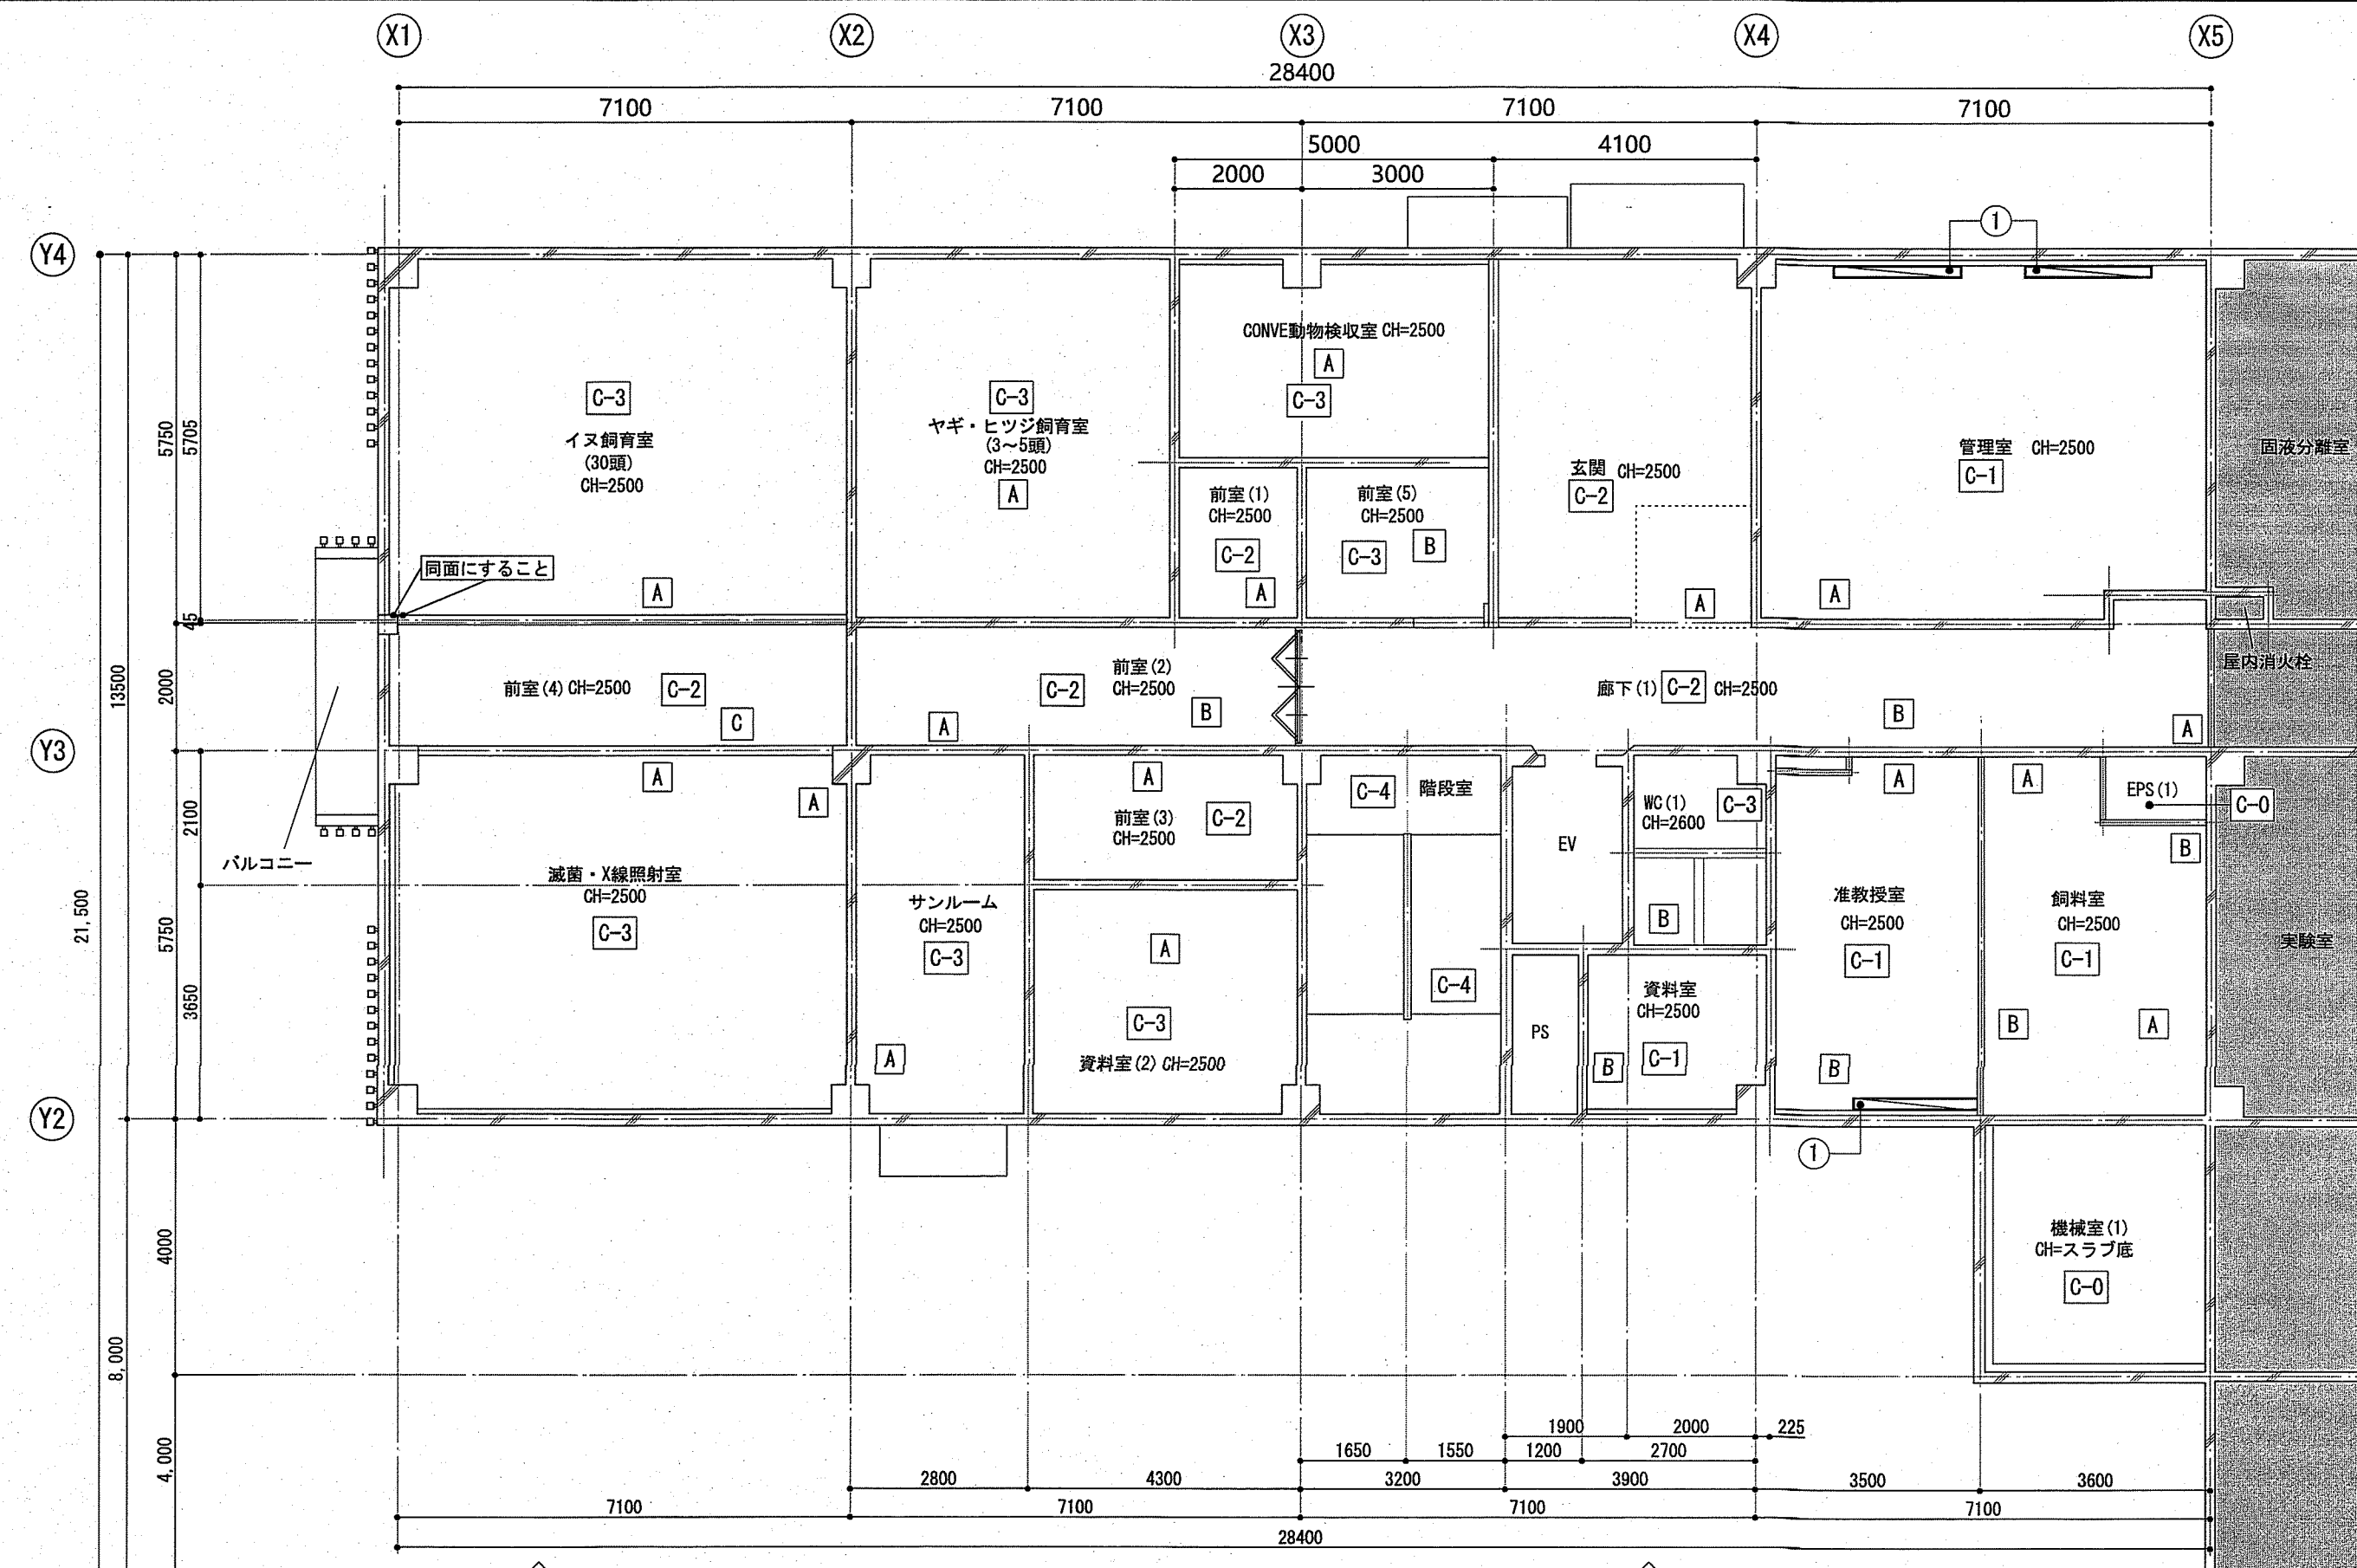 X1 X2 X3 X4 X5
28400
7100 7100 7100 7100
5000 4100
2000 3000
①
Y4
CONVE動物検収室 CH=2500
A
C-3
C-3
イヌ飼育室
(30頭)
CH=2500
C-3
ヤギ・ヒツジ飼育室
(3～5頭)
CH=2500
A
玄関 CH=2500
C-2
管理室 CH=2500
C-1
固液分離室
前室(1)
CH=2500
C-2
A
前室(5)
CH=2500
C-3
B
同面にすること
A
A
A
5750
5705
45
屋内消火栓
13500
2000
前室(4) CH=2500
C-2
C
前室(2)
CH=2500
C-2
A
B
廊下(1) C-2 CH=2500
B
A
Y3
A
A
A
前室(3)
CH=2500
C-2
C-4
階段室
EV
WC(1)
CH=2600
C-3
A
A
EPS(1)
C-0
B
2100
バルコニー
滅菌・X線照射室
CH=2500
C-3
サンルーム
CH=2500
C-3
A
A
C-3
資料室(2) CH=2500
C-4
B
准教授室
CH=2500
C-1
飼料室
CH=2500
C-1
実験室
21,500
5750
3650
PS
資料室
CH=2500
C-1
B
B
B
A
Y2
①
4000
機械室(1)
CH=スラブ底
C-0
8,000
4,000
1900 2000 225
1650 1550 1200 2700
2800 4300 3200 3900 3500 3600
7100 7100 7100 7100
28400